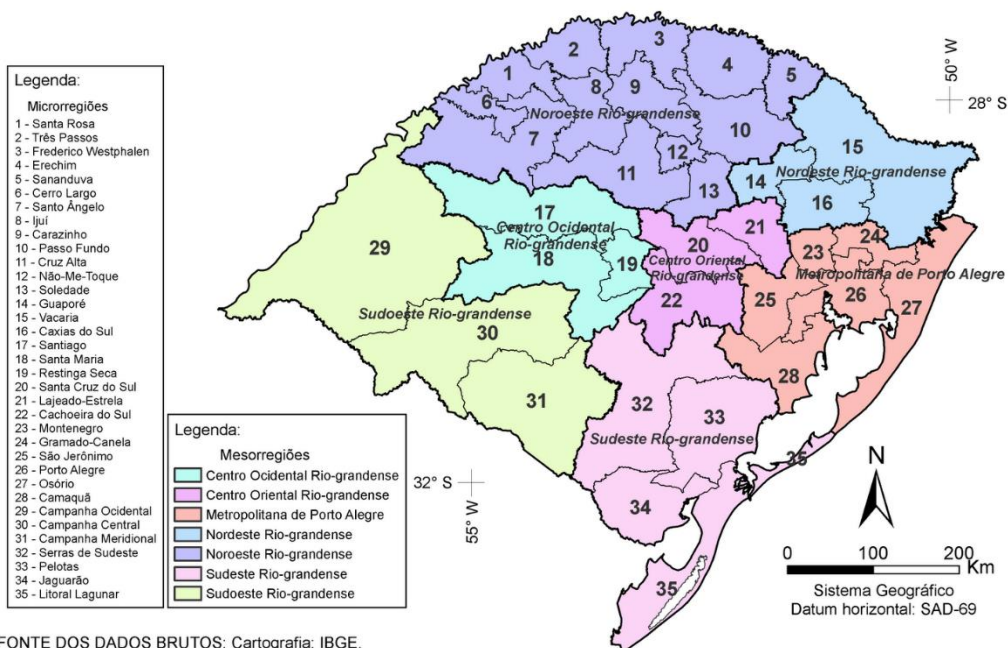 Legenda:
Microrregiões
1 - Santa Rosa
2 - Três Passos
3 - Frederico Westphalen
4 - Erechim
5 - Sananduva
6 - Cerro Largo
7 - Santo Ângelo
8 - Ijuí
9 - Carazinho
10 - Passo Fundo
11 - Cruz Alta
12 - Não-Me-Toque
13 - Soledade
14 - Guaporé
15 - Vacaria
16 - Caxias do Sul
17 - Santiago
18 - Santa Maria
19 - Restinga Seca
20 - Santa Cruz do Sul
21 - Lajeado-Estrela
22 - Cachoeira do Sul
23 - Montenegro
24 - Gramado-Canela
25 - São Jerônimo
26 - Porto Alegre
27 - Osório
28 - Camaquã
29 - Campanha Ocidental
30 - Campanha Central
31 - Campanha Meridional
32 - Serras de Sudeste
33 - Pelotas
34 - Jaguarão
35 - Litoral Lagunar
Legenda:
Mesorregiões
Centro Ocidental Rio-grandense
Centro Oriental Rio-grandense
Metropolitana de Porto Alegre
Nordeste Rio-grandense
Noroeste Rio-grandense
Sudeste Rio-grandense
Sudoeste Rio-grandense
50° W
28° S
32° S
55° W
1
2
3
4
5
6
7
8
9
Noroeste Rio-grandense
10
11
12
13
14
15
Nordeste Rio-grandense
16
17
Centro Ocidental
Rio-grandense
18
19
20
21
Centro Oriental
Rio-grandense
22
23
24
Metropolitana de Porto Alegre
25
26
27
28
29
Sudoeste Rio-grandense
30
31
32
33
Sudeste Rio-grandense
34
35
35
N
0 100 200
Km
Sistema Geográfico
Datum horizontal: SAD-69
FONTE DOS DADOS BRUTOS: Cartografia: IBGE.